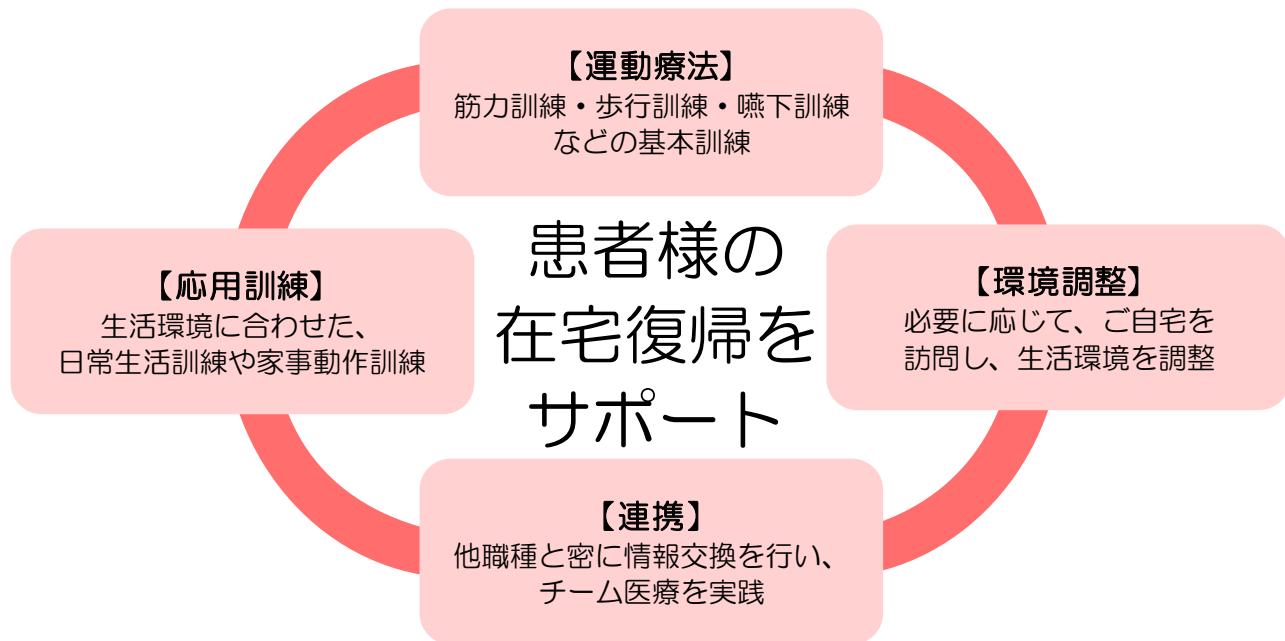 【運動療法】
筋力訓練・歩行訓練・嚥下訓練
などの基本訓練
患者様の
在宅復帰を
サポート
【応用訓練】
生活環境に合わせた、
日常生活訓練や家事動作訓練
【環境調整】
必要に応じて、ご自宅を
訪問し、生活環境を調整
【連携】
他職種と密に情報交換を行い、
チーム医療を実践